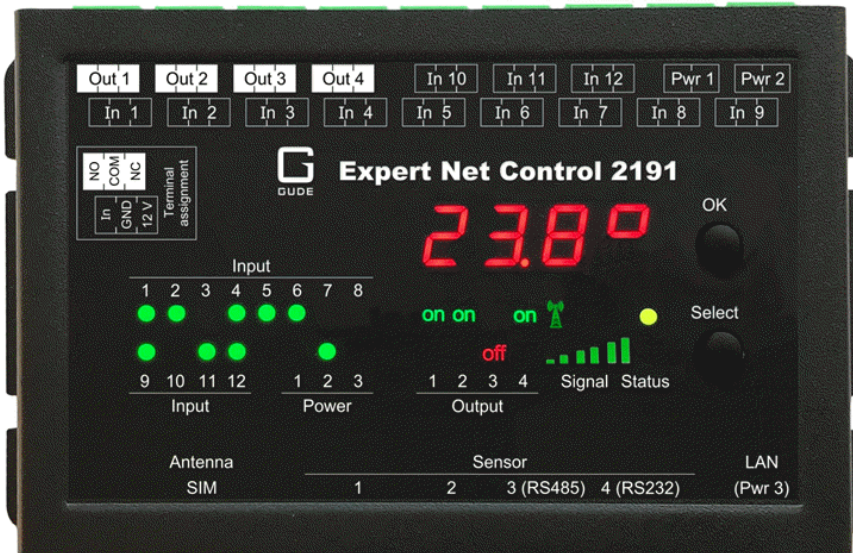 Out 1 Out 2 Out 3 Out 4 In 10 In 11 In 12 Pwr 1 Pwr 2
In 1 In 2 In 3 In 4 In 5 In 6 In 7 In 8 In 9
NO COM NC
In GND 12 V
Terminal assignment
GUDE
Expert Net Control 2191
23.8°
OK
Input
1 2 3 4 5 6 7 8
on on on
Select
off
9 10 11 12 1 2 3 1 2 3 4 Signal Status
Input Power Output
Antenna Sensor LAN
SIM 1 2 3 (RS485) 4 (RS232) (Pwr 3)